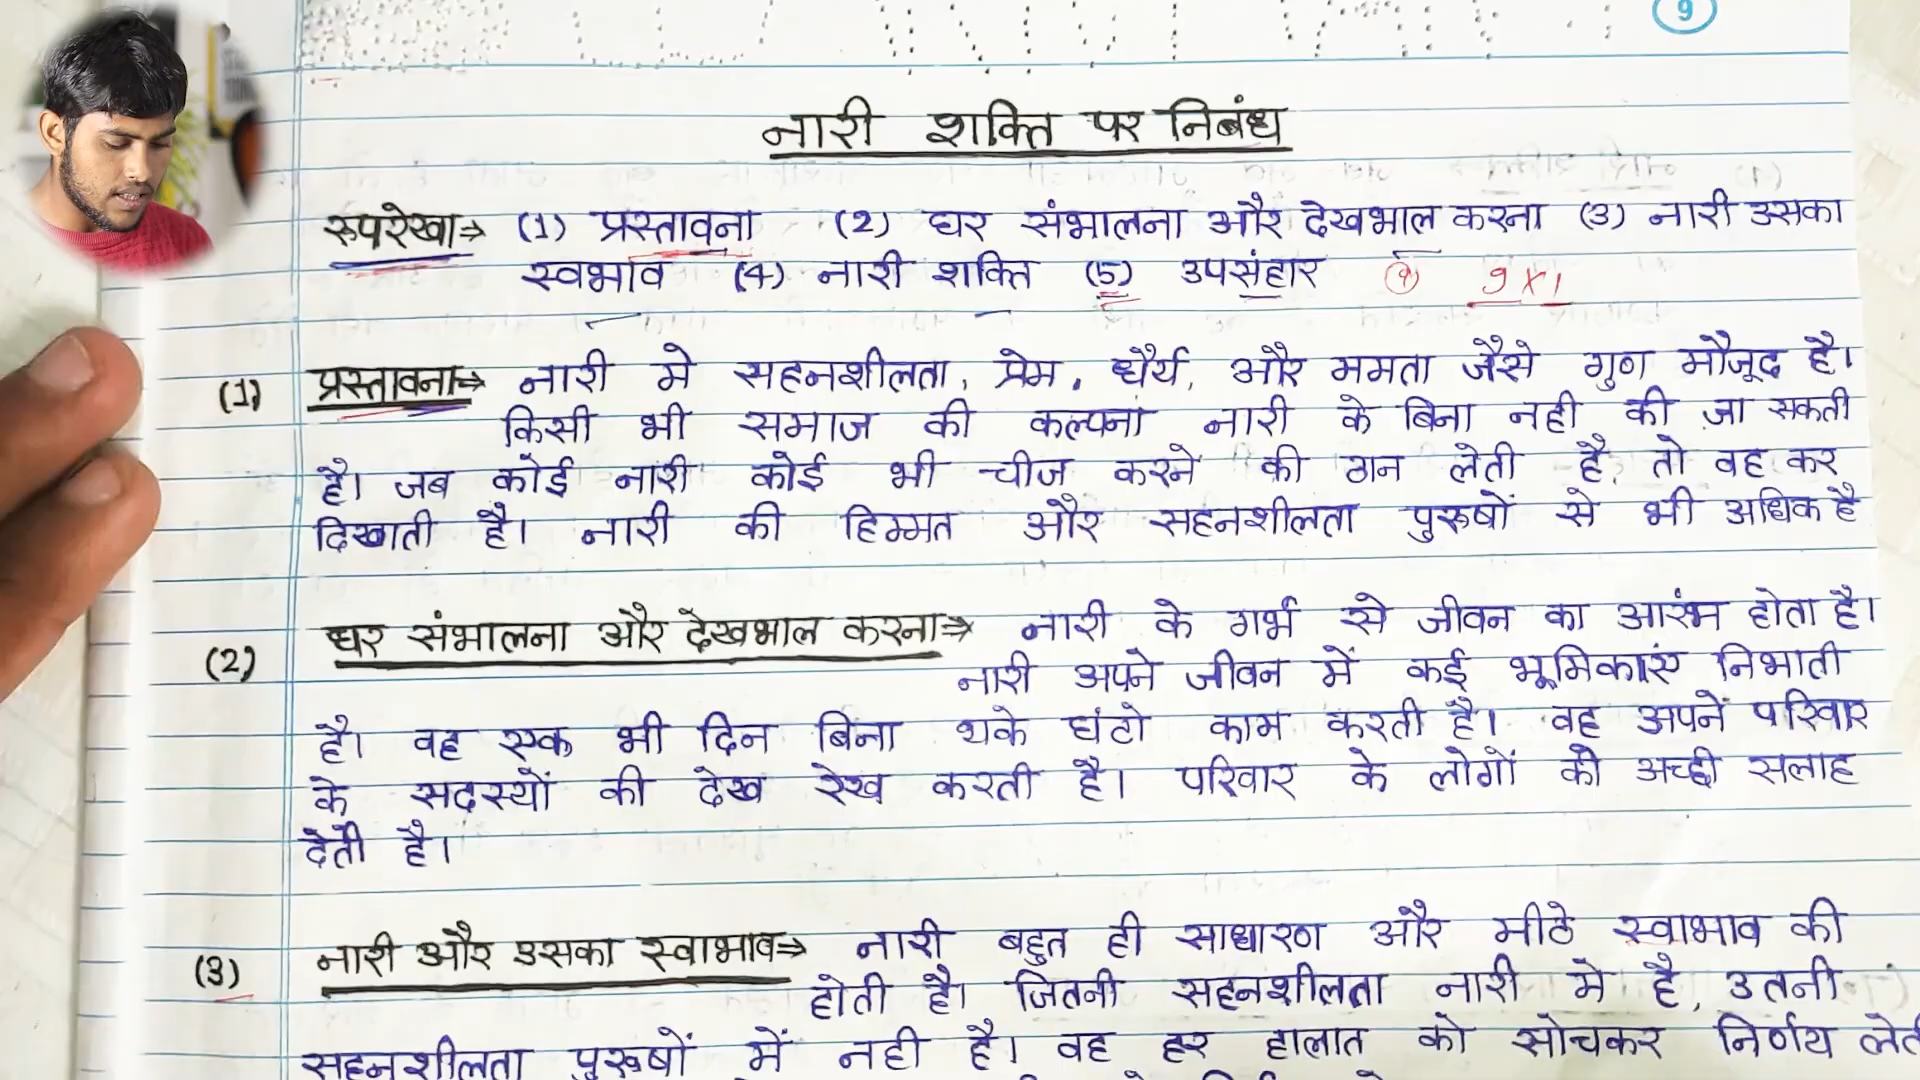 9
नारी शक्ति पर निबंध
रुपरेखा⇒ (1) प्रस्तावना (2) घर संभालना और देखभाल करना (3) नारी उसका
स्वभाव (4) नारी शक्ति (5) उपसंहार 9×1
(1) प्रस्तावना⇒ नारी मे सहनशीलता, प्रेम, धैर्य, और ममता जैसे गुण मौजूद है।
किसी भी समाज की कल्पना नारी के बिना नही की जा सकती
है। जब कोई नारी कोई भी चीज करने की ठान लेती है, तो वह कर
दिखाती है। नारी की हिम्मत और सहनशीलता पुरुषों से भी अधिक है
(2) घर संभालना और देखभाल करना⇒ नारी के गर्भ से जीवन का आरंभ होता है।
नारी अपने जीवन में कई भूमिकाएं निभाती
है। वह एक भी दिन बिना थके घंटो काम करती है। वह अपनें परिवार
के सदस्यों की देख रेख करती है। परिवार के लोगों को अच्छी सलाह
देती है।
(3) नारी और उसका स्वाभाव⇒ नारी बहुत ही साधारण और मीठे स्वाभाव की
होती है। जितनी सहनशीलता नारी मे है, उतनी
सहनशीलता पुरुषों में नही है। वह हर हालात को सोचकर निर्णय लेती